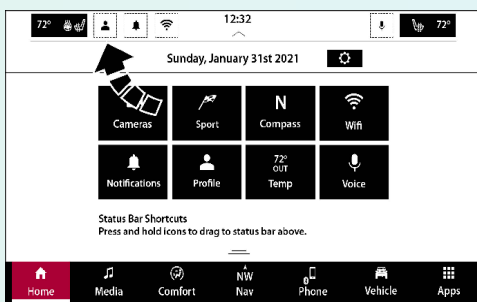 72° 12:32 72°
Sunday, January 31st 2021
Cameras Sport N Compass Wifi
Notifications Profile 72° OUT Temp Voice
Status Bar Shortcuts
Press and hold icons to drag to status bar above.
Home Media Comfort NW Nav Phone Vehicle Apps